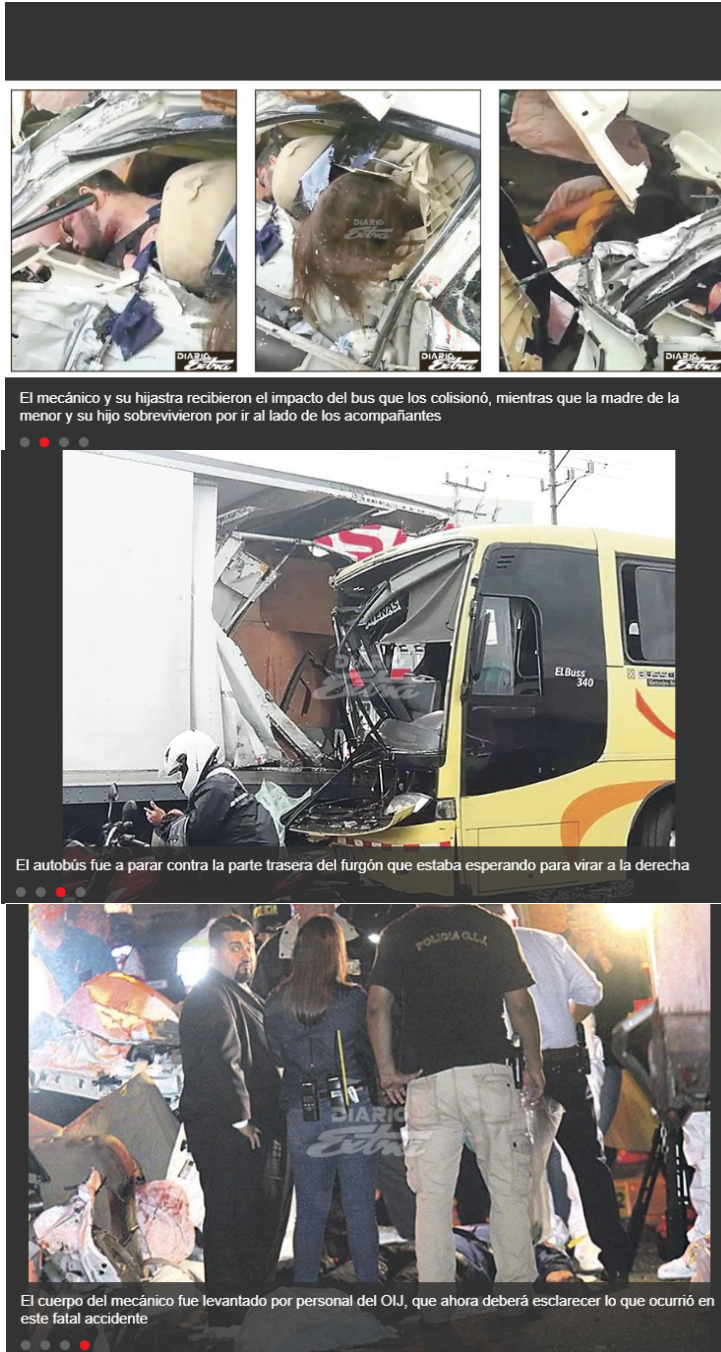 DIARIO
Extra
DIARIO
Extra
DIARIO
Extra
DIARIO
Extra
El mecánico y su hijastra recibieron el impacto del bus que los colisionó, mientras que la madre de la
menor y su hijo sobrevivieron por ir al lado de los acompañantes
ELBuss
340
DIARIO
Extra
El autobús fue a parar contra la parte trasera del furgón que estaba esperando para virar a la derecha
POLICIA O.I.J.
DIARIO
Extra
El cuerpo del mecánico fue levantado por personal del OIJ, que ahora deberá esclarecer lo que ocurrió en
este fatal accidente